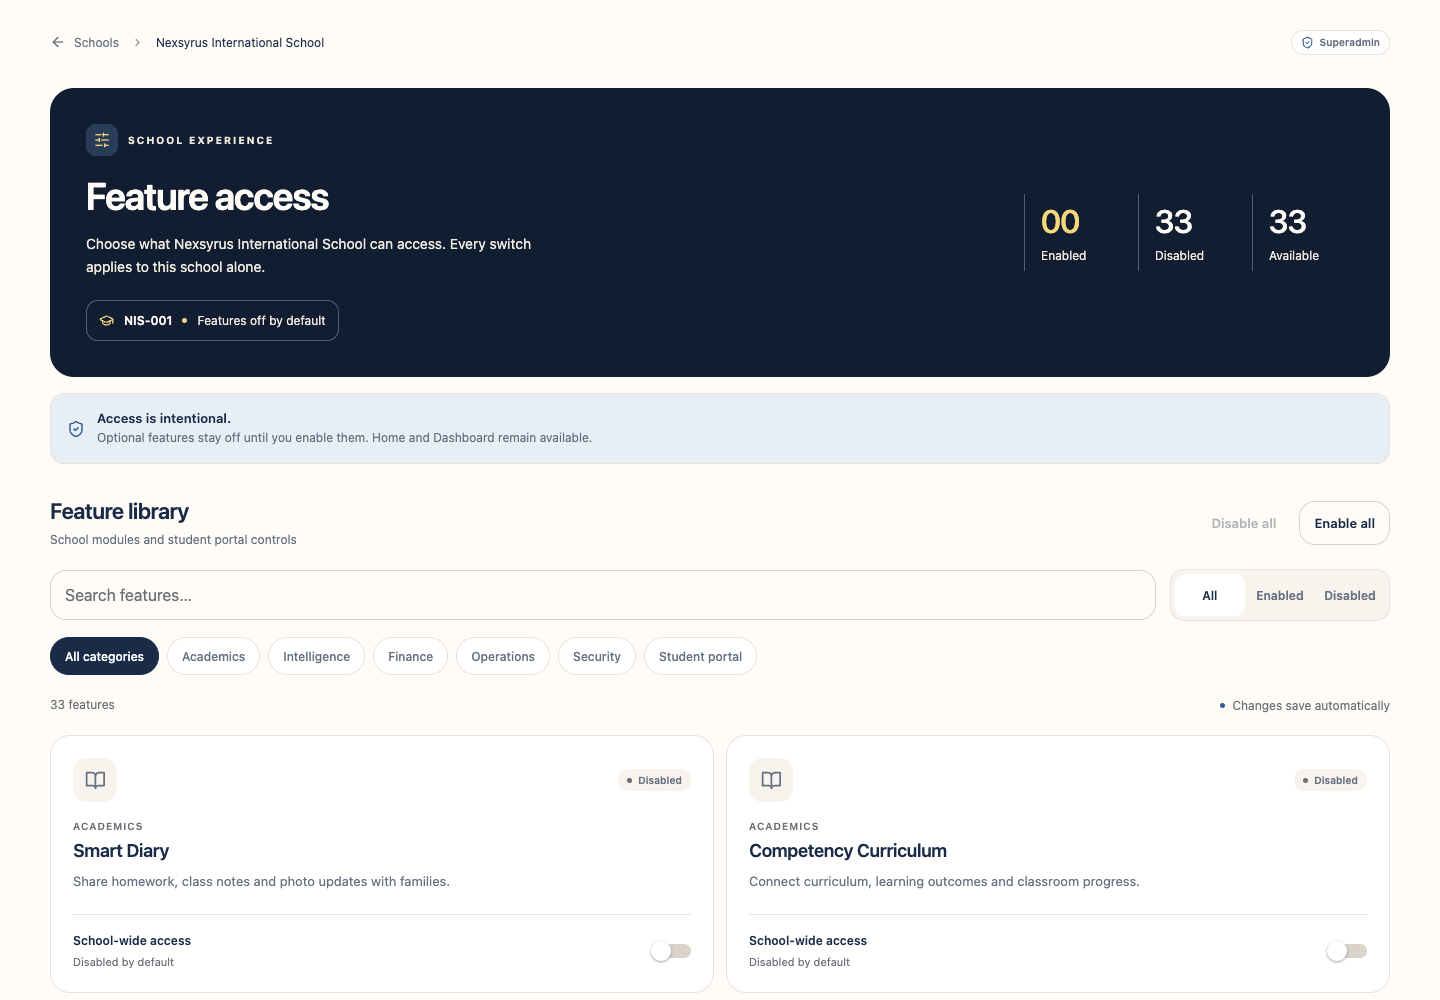 Schools
Nexsyrus International School
Superadmin
SCHOOL EXPERIENCE
Feature access
Choose what Nexsyrus International School can access. Every switch
applies to this school alone.
NIS-001 • Features off by default
00
Enabled
33
Disabled
33
Available
Access is intentional.
Optional features stay off until you enable them. Home and Dashboard remain available.
Feature library
School modules and student portal controls
Disable all
Enable all
Search features...
All
Enabled
Disabled
All categories
Academics
Intelligence
Finance
Operations
Security
Student portal
33 features
Changes save automatically
Disabled
ACADEMICS
Smart Diary
Share homework, class notes and photo updates with families.
School-wide access
Disabled by default
Disabled
ACADEMICS
Competency Curriculum
Connect curriculum, learning outcomes and classroom progress.
School-wide access
Disabled by default